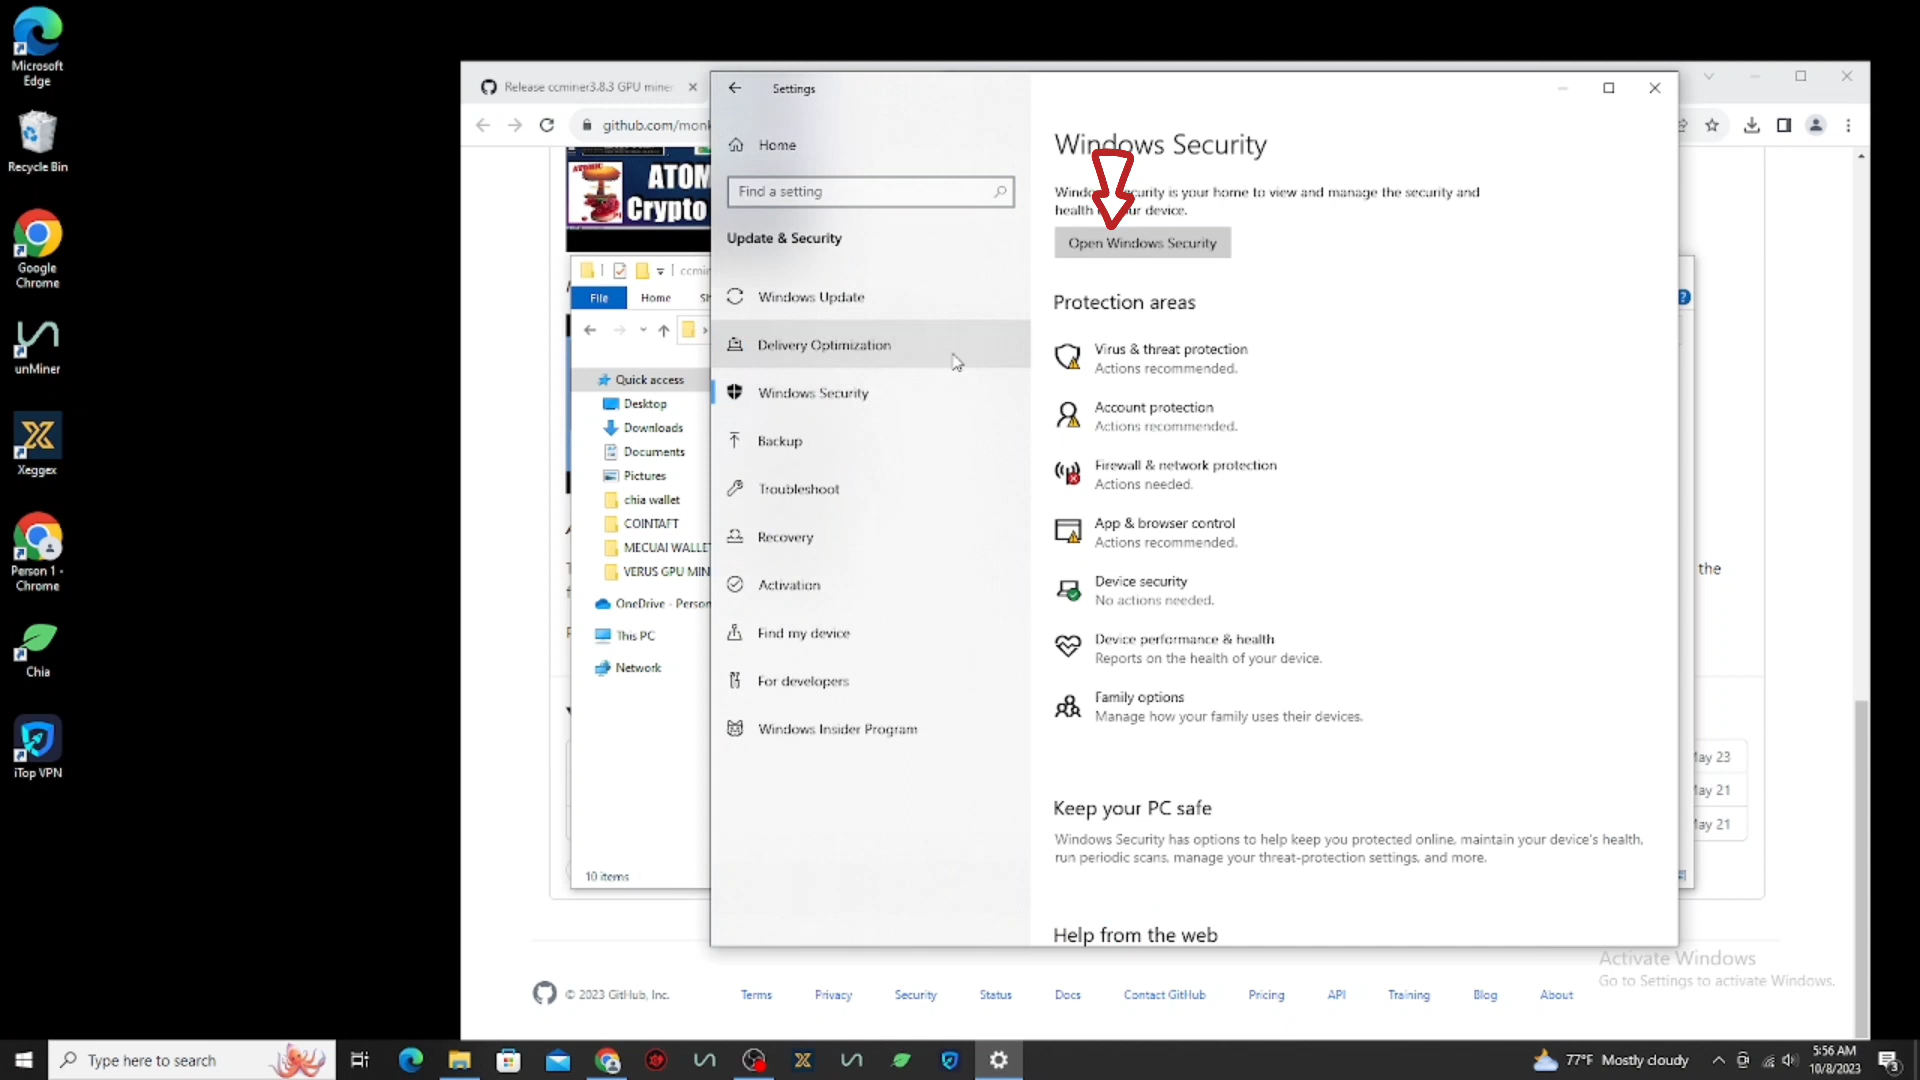 Microsoft
Edge
Recycle Bin
Google
Chrome
unMiner
Xeggex
Person 1 -
Chrome
Chia
iTop VPN
Release ccminer3.8.3 GPU miner
github.com/monk
ATOM
Crypto
File
Home
Quick access
Desktop
Downloads
Documents
Pictures
chia wallet
COINTAFT
MECUAI WALLET
VERUS GPU MIN
OneDrive - Person
This PC
Network
10 items
Settings
Home
Find a setting
Update & Security
Windows Update
Delivery Optimization
Windows Security
Backup
Troubleshoot
Recovery
Activation
Find my device
For developers
Windows Insider Program
Windows Security
Windows Security is your home to view and manage the security and
health of your device.
Open Windows Security
Protection areas
Virus & threat protection
Actions recommended.
Account protection
Actions recommended.
Firewall & network protection
Actions needed.
App & browser control
Actions recommended.
Device security
No actions needed.
Device performance & health
Reports on the health of your device.
Family options
Manage how your family uses their devices.
Keep your PC safe
Windows Security has options to help keep you protected online, maintain your device's health,
run periodic scans, manage your threat-protection settings, and more.
Help from the web
the
May 23
May 21
May 21
Activate Windows
Go to Settings to activate Windows.
© 2023 GitHub, Inc.
Terms
Privacy
Security
Status
Docs
Contact GitHub
Pricing
API
Training
Blog
About
Type here to search
77°F Mostly cloudy
5:56 AM
10/8/2023
3